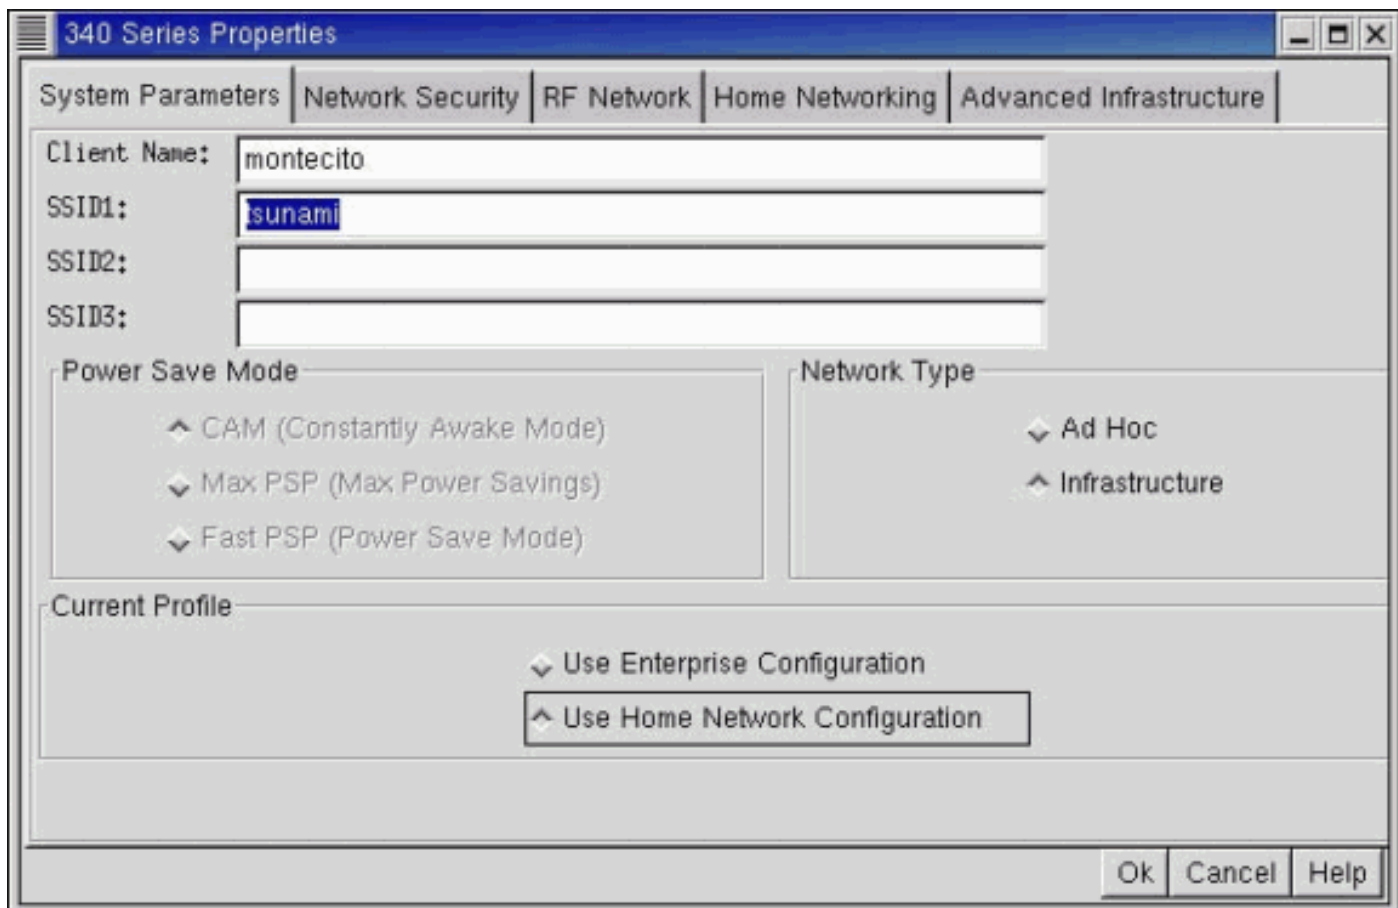 340 Series Properties
System Parameters Network Security RF Network Home Networking Advanced Infrastructure
Client Name: montecito
SSID1: tsunami
SSID2:
SSID3:
Power Save Mode
CAM (Constantly Awake Mode)
Max PSP (Max Power Savings)
Fast PSP (Power Save Mode)
Network Type
Ad Hoc
Infrastructure
Current Profile
Use Enterprise Configuration
Use Home Network Configuration
Ok Cancel Help